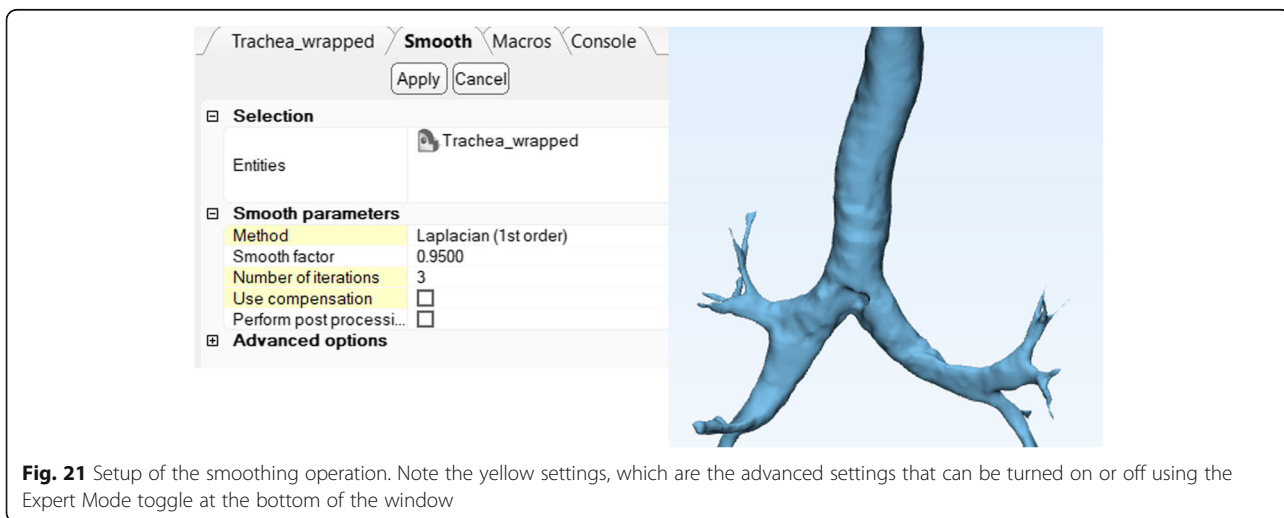 Trachea_wrapped Smooth Macros Console
Apply Cancel
Selection
Entities Trachea_wrapped
Smooth parameters
Method Laplacian (1st order)
Smooth factor 0.9500
Number of iterations 3
Use compensation
Perform post processi...
Advanced options
Fig. 21 Setup of the smoothing operation. Note the yellow settings, which are the advanced settings that can be turned on or off using the
Expert Mode toggle at the bottom of the window